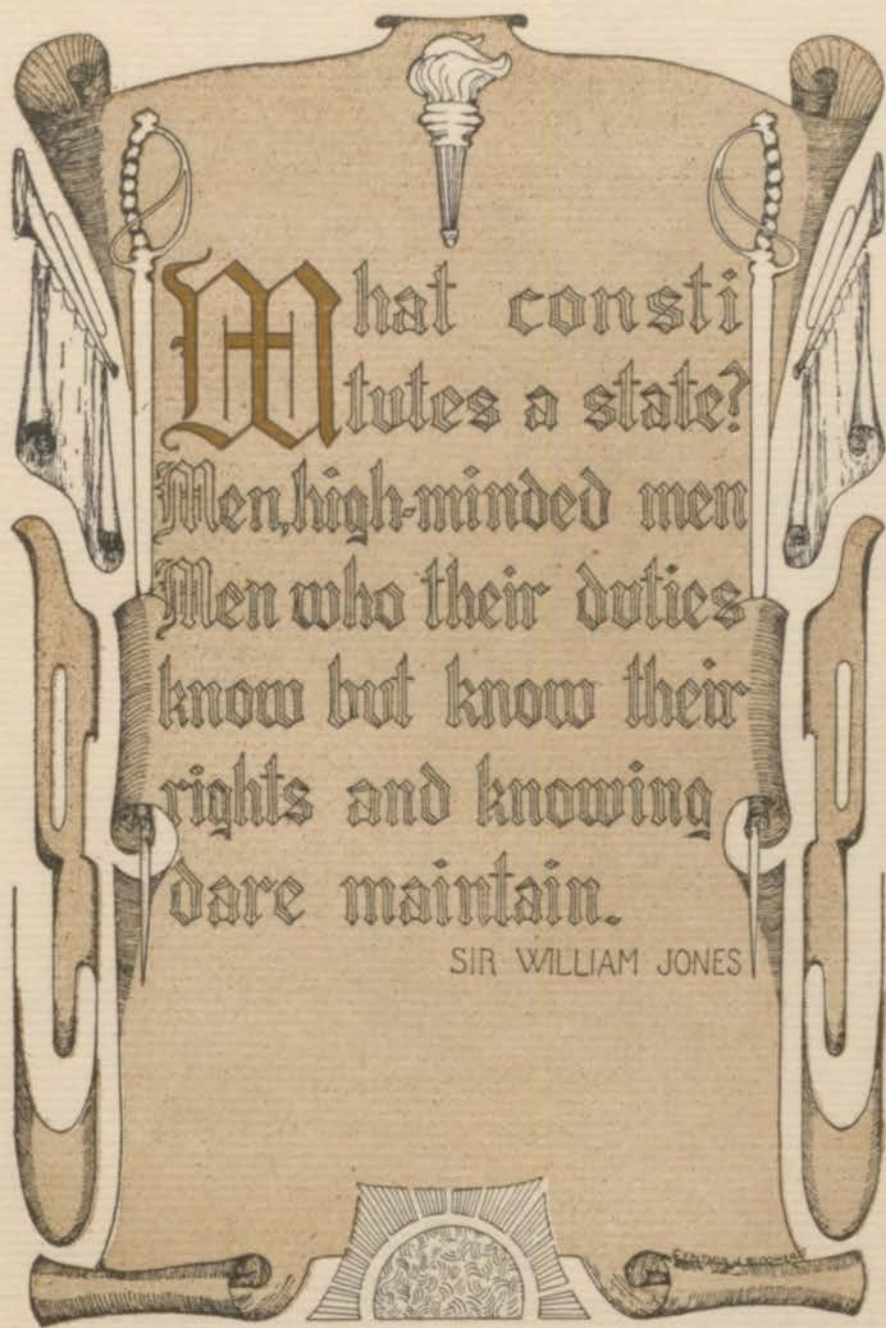 What consti
tutes a state?
Men, high-minded men
Men who their duties
know but know their
rights and knowing
dare maintain.
SIR WILLIAM JONES